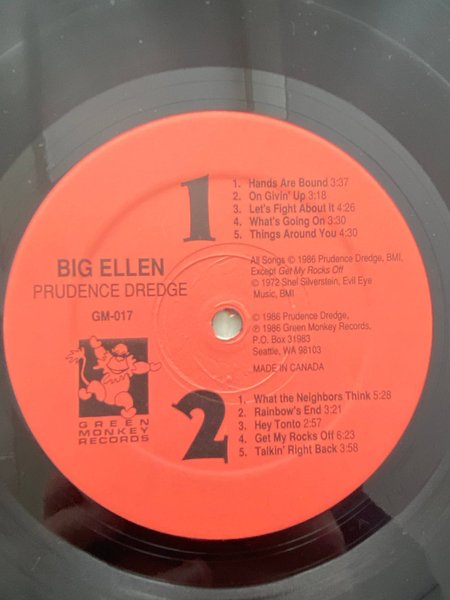 1
1. Hands Are Bound 3:37
2. On Givin' Up 3:18
3. Let's Fight About It 4:26
4. What's Going On 3:30
5. Things Around You 4:30
BIG ELLEN
PRUDENCE DREDGE
GM-017
All Songs © 1986 Prudence Dredge, BMI,
Except Get My Rocks Off
© 1972 Shel Silverstein, Evil Eye
Music, BMI
© 1986 Prudence Dredge,
℗ 1986 Green Monkey Records,
P.O. Box 31983
Seattle, WA 98103
MADE IN CANADA
GREEN
MONKEY
RECORDS
2
1. What the Neighbors Think 5:28
2. Rainbow's End 3:21
3. Hey Tonto 2:57
4. Get My Rocks Off 6:23
5. Talkin' Right Back 3:58